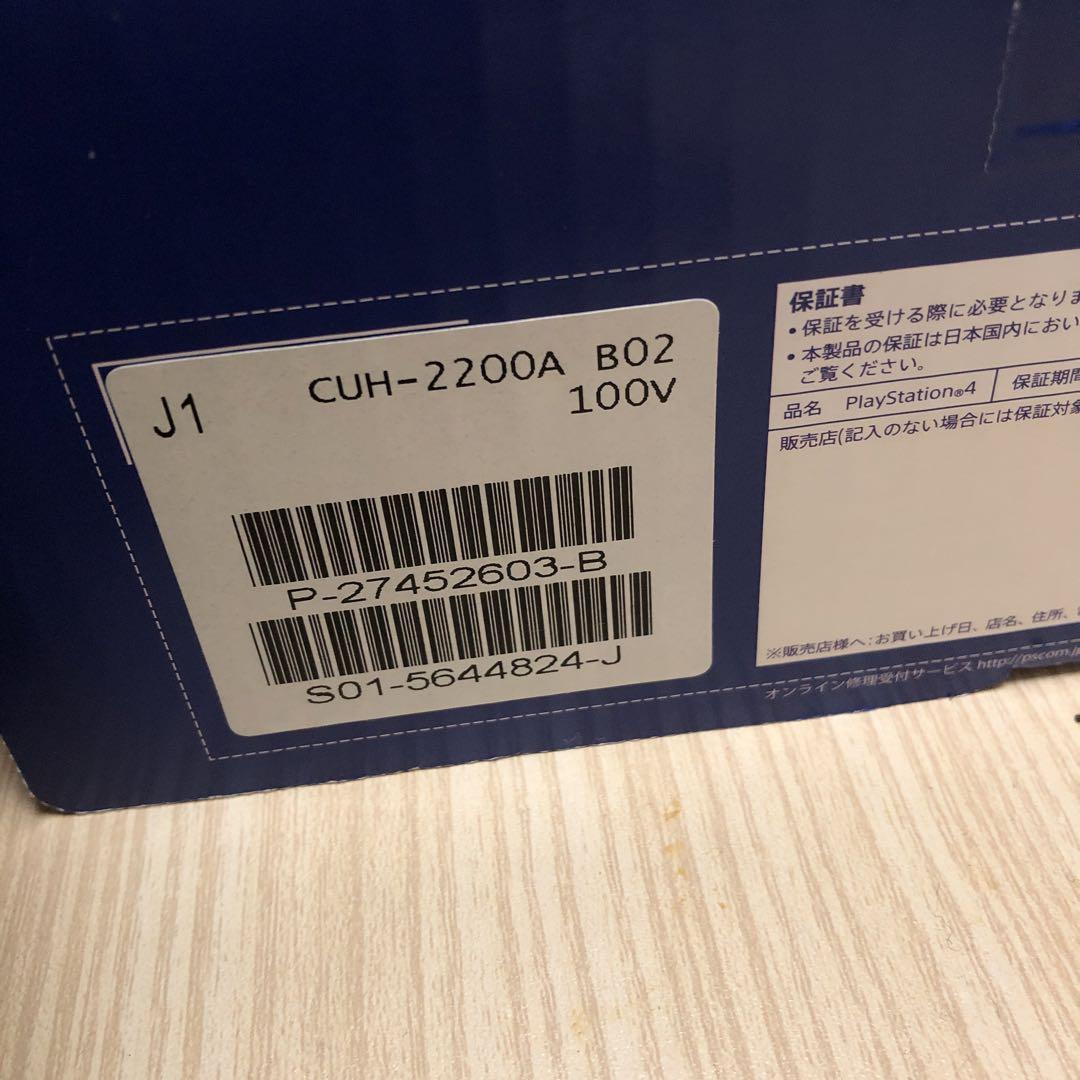 J1
CUH-2200A B02
100V
P-27452603-B
S01-5644824-J
保証書
•保証を受ける際に必要となりま
•本製品の保証は日本国内におい
ご覧ください。
品名 PlayStation®4 保証期間
販売店(記入のない場合には保証対象
※販売店様へ:お買い上げ日、店名、住所、
オンライン修理受付サービス http://pscom.jp